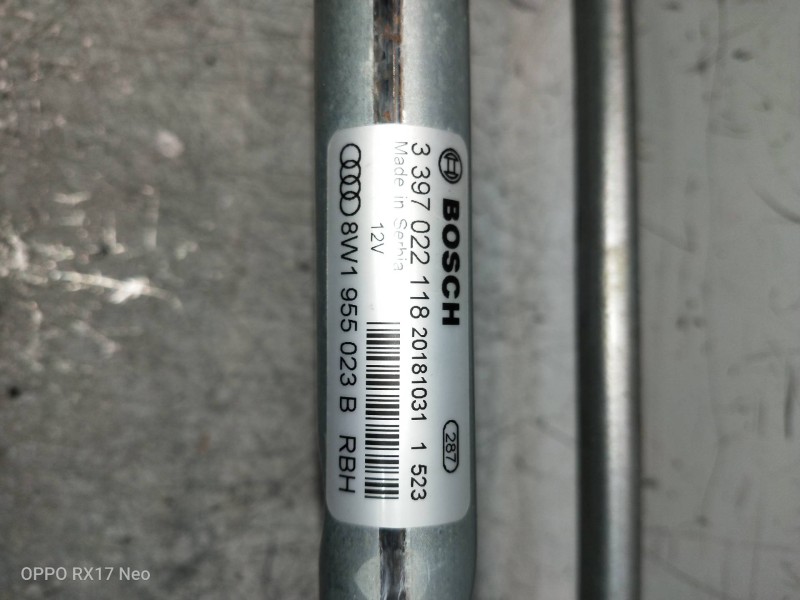 BOSCH 287
3 397 022 118 20181031 1 523
Made in Serbia
12V
8W1 955 023 B RBH
OPPO RX17 Neo